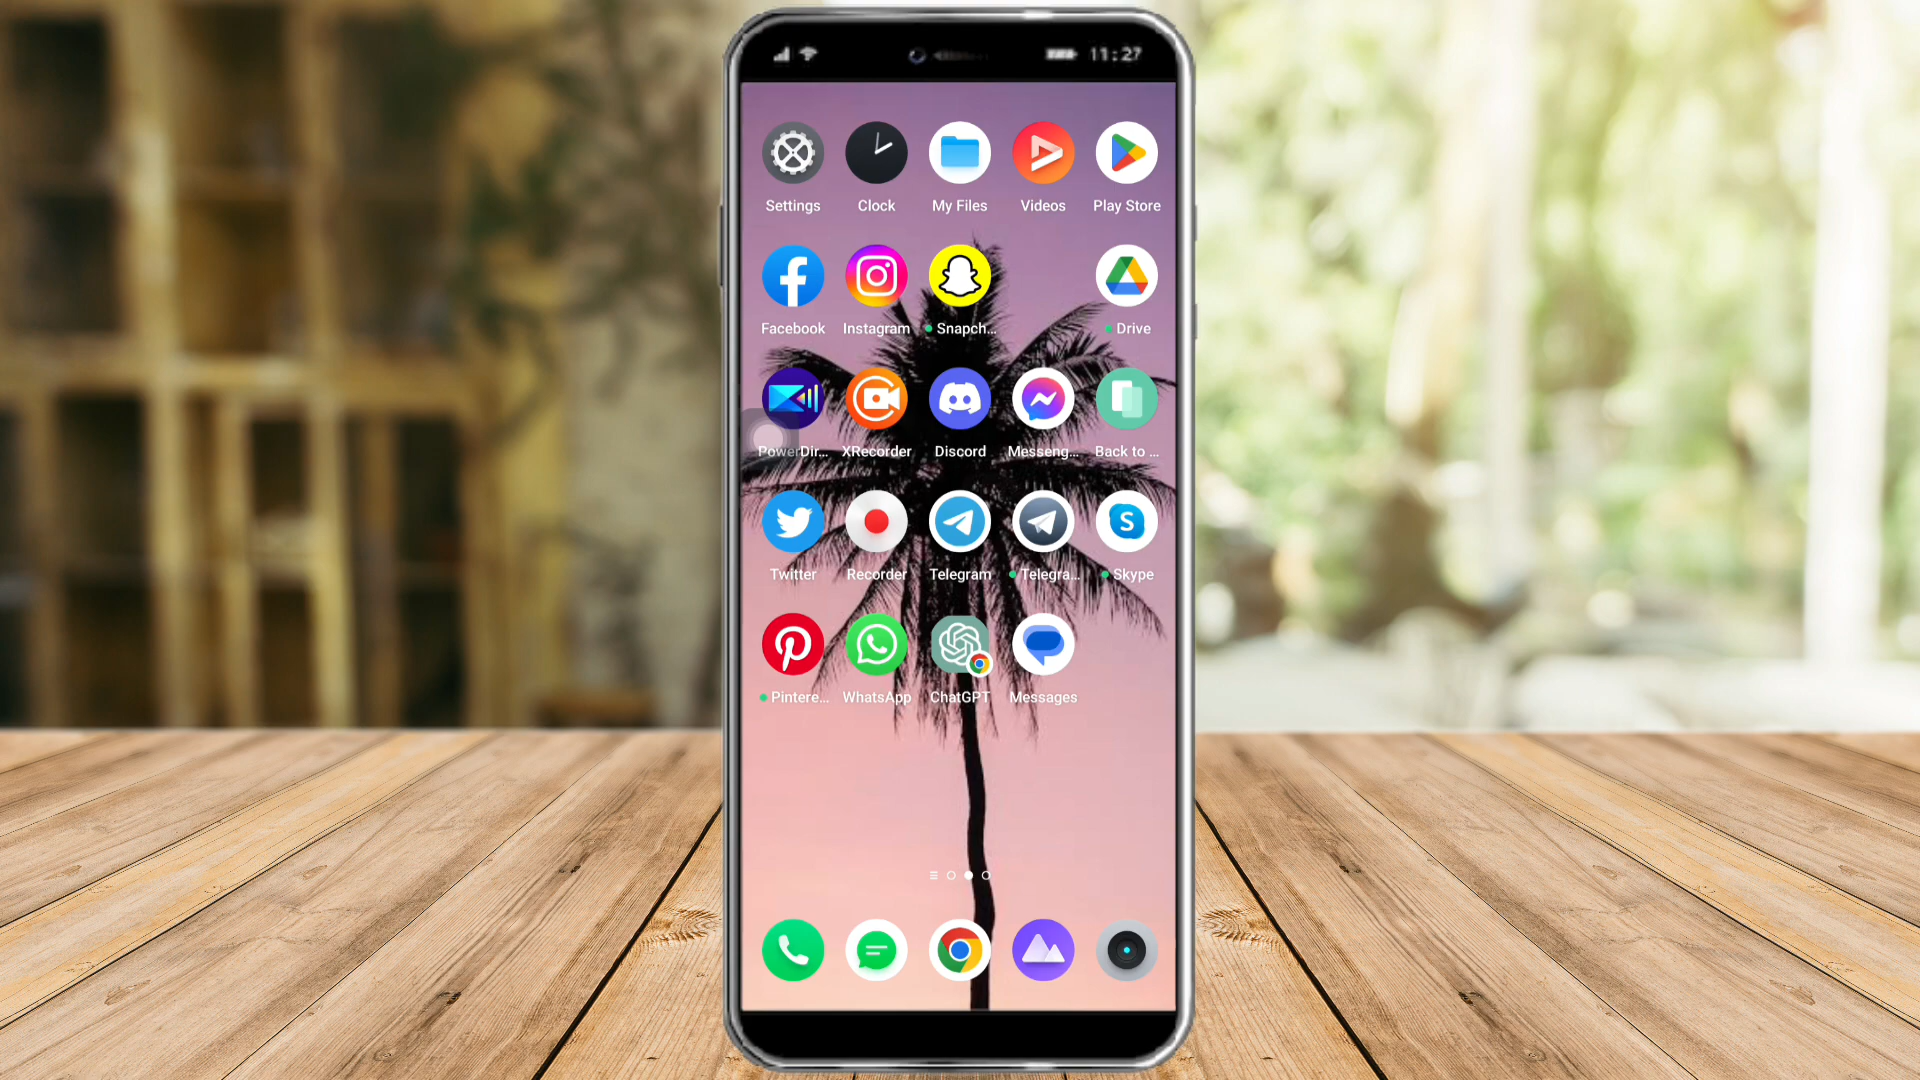 11:27
Settings Clock My Files Videos Play Store
Facebook Instagram Snapch... Drive
PowerDir... XRecorder Discord Messeng... Back to ...
Twitter Recorder Telegram Telegra... Skype
Pintere... WhatsApp ChatGPT Messages